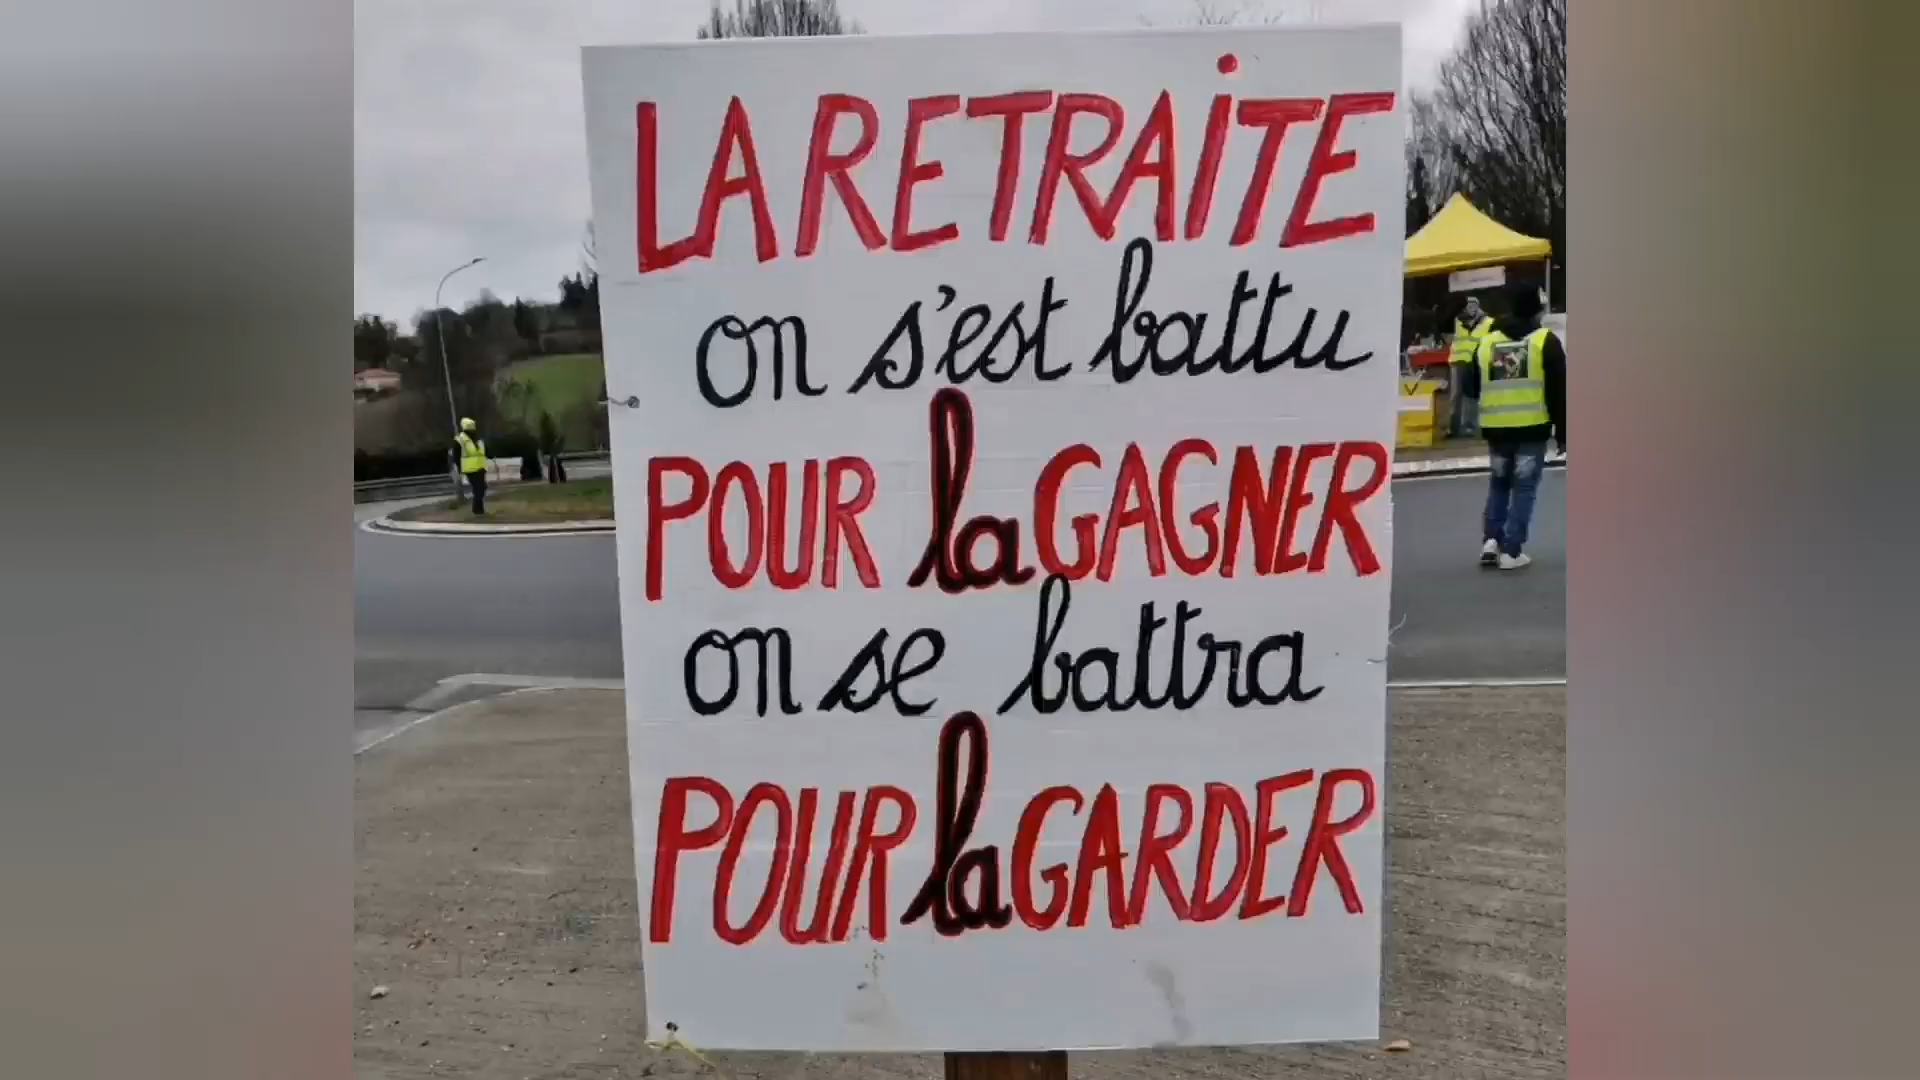 LA RETRAITE
on s'est battu
POUR la GAGNER
on se battra
POUR la GARDER